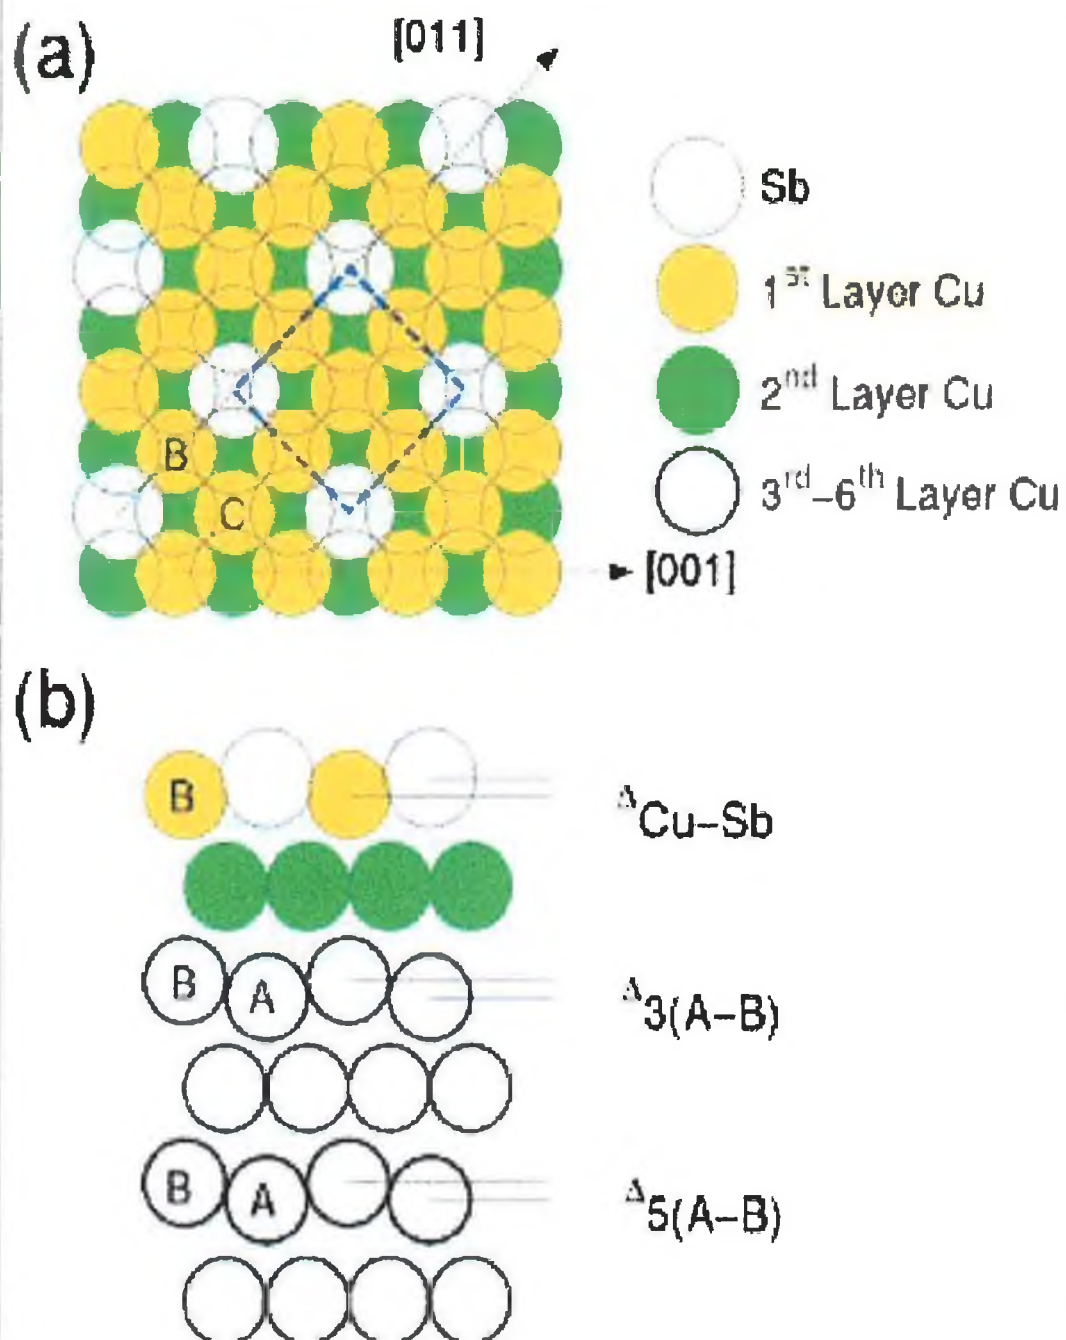 (a)
[011]
Sb
1st Layer Cu
2nd Layer Cu
B
C
3rd–6th Layer Cu
[001]
(b)
B
ΔCu–Sb
B
A
Δ3(A–B)
B
A
Δ5(A–B)